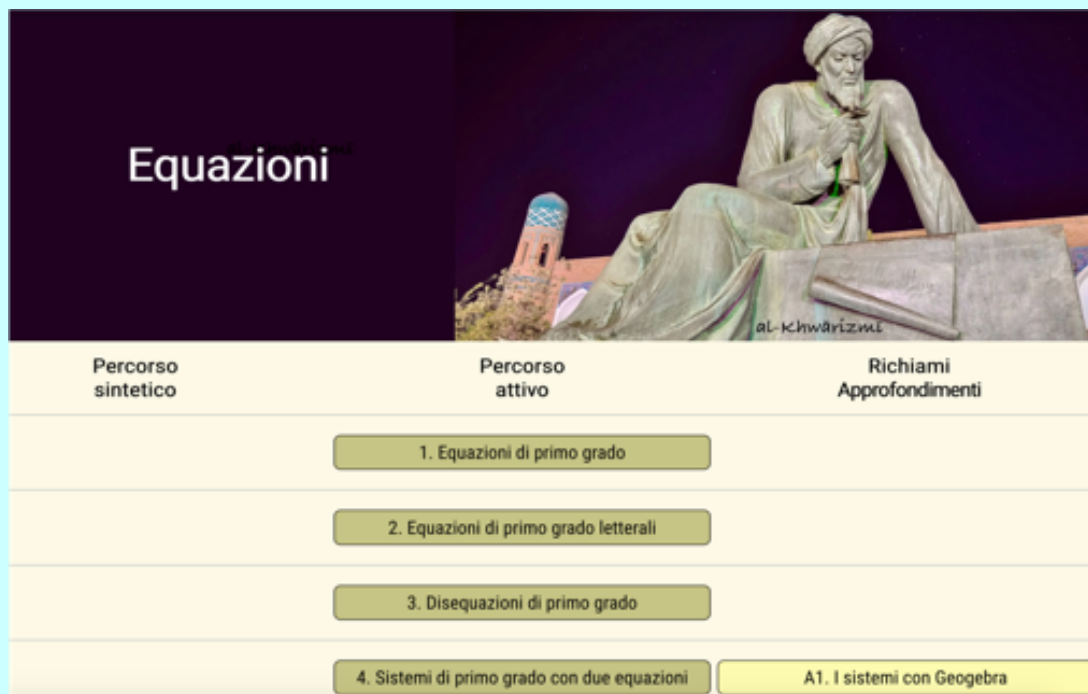 Equazioni
al-Khwārizmī
Percorso
sintetico
Percorso
attivo
Richiami
Approfondimenti
1. Equazioni di primo grado
2. Equazioni di primo grado letterali
3. Disequazioni di primo grado
4. Sistemi di primo grado con due equazioni
A1. I sistemi con Geogebra